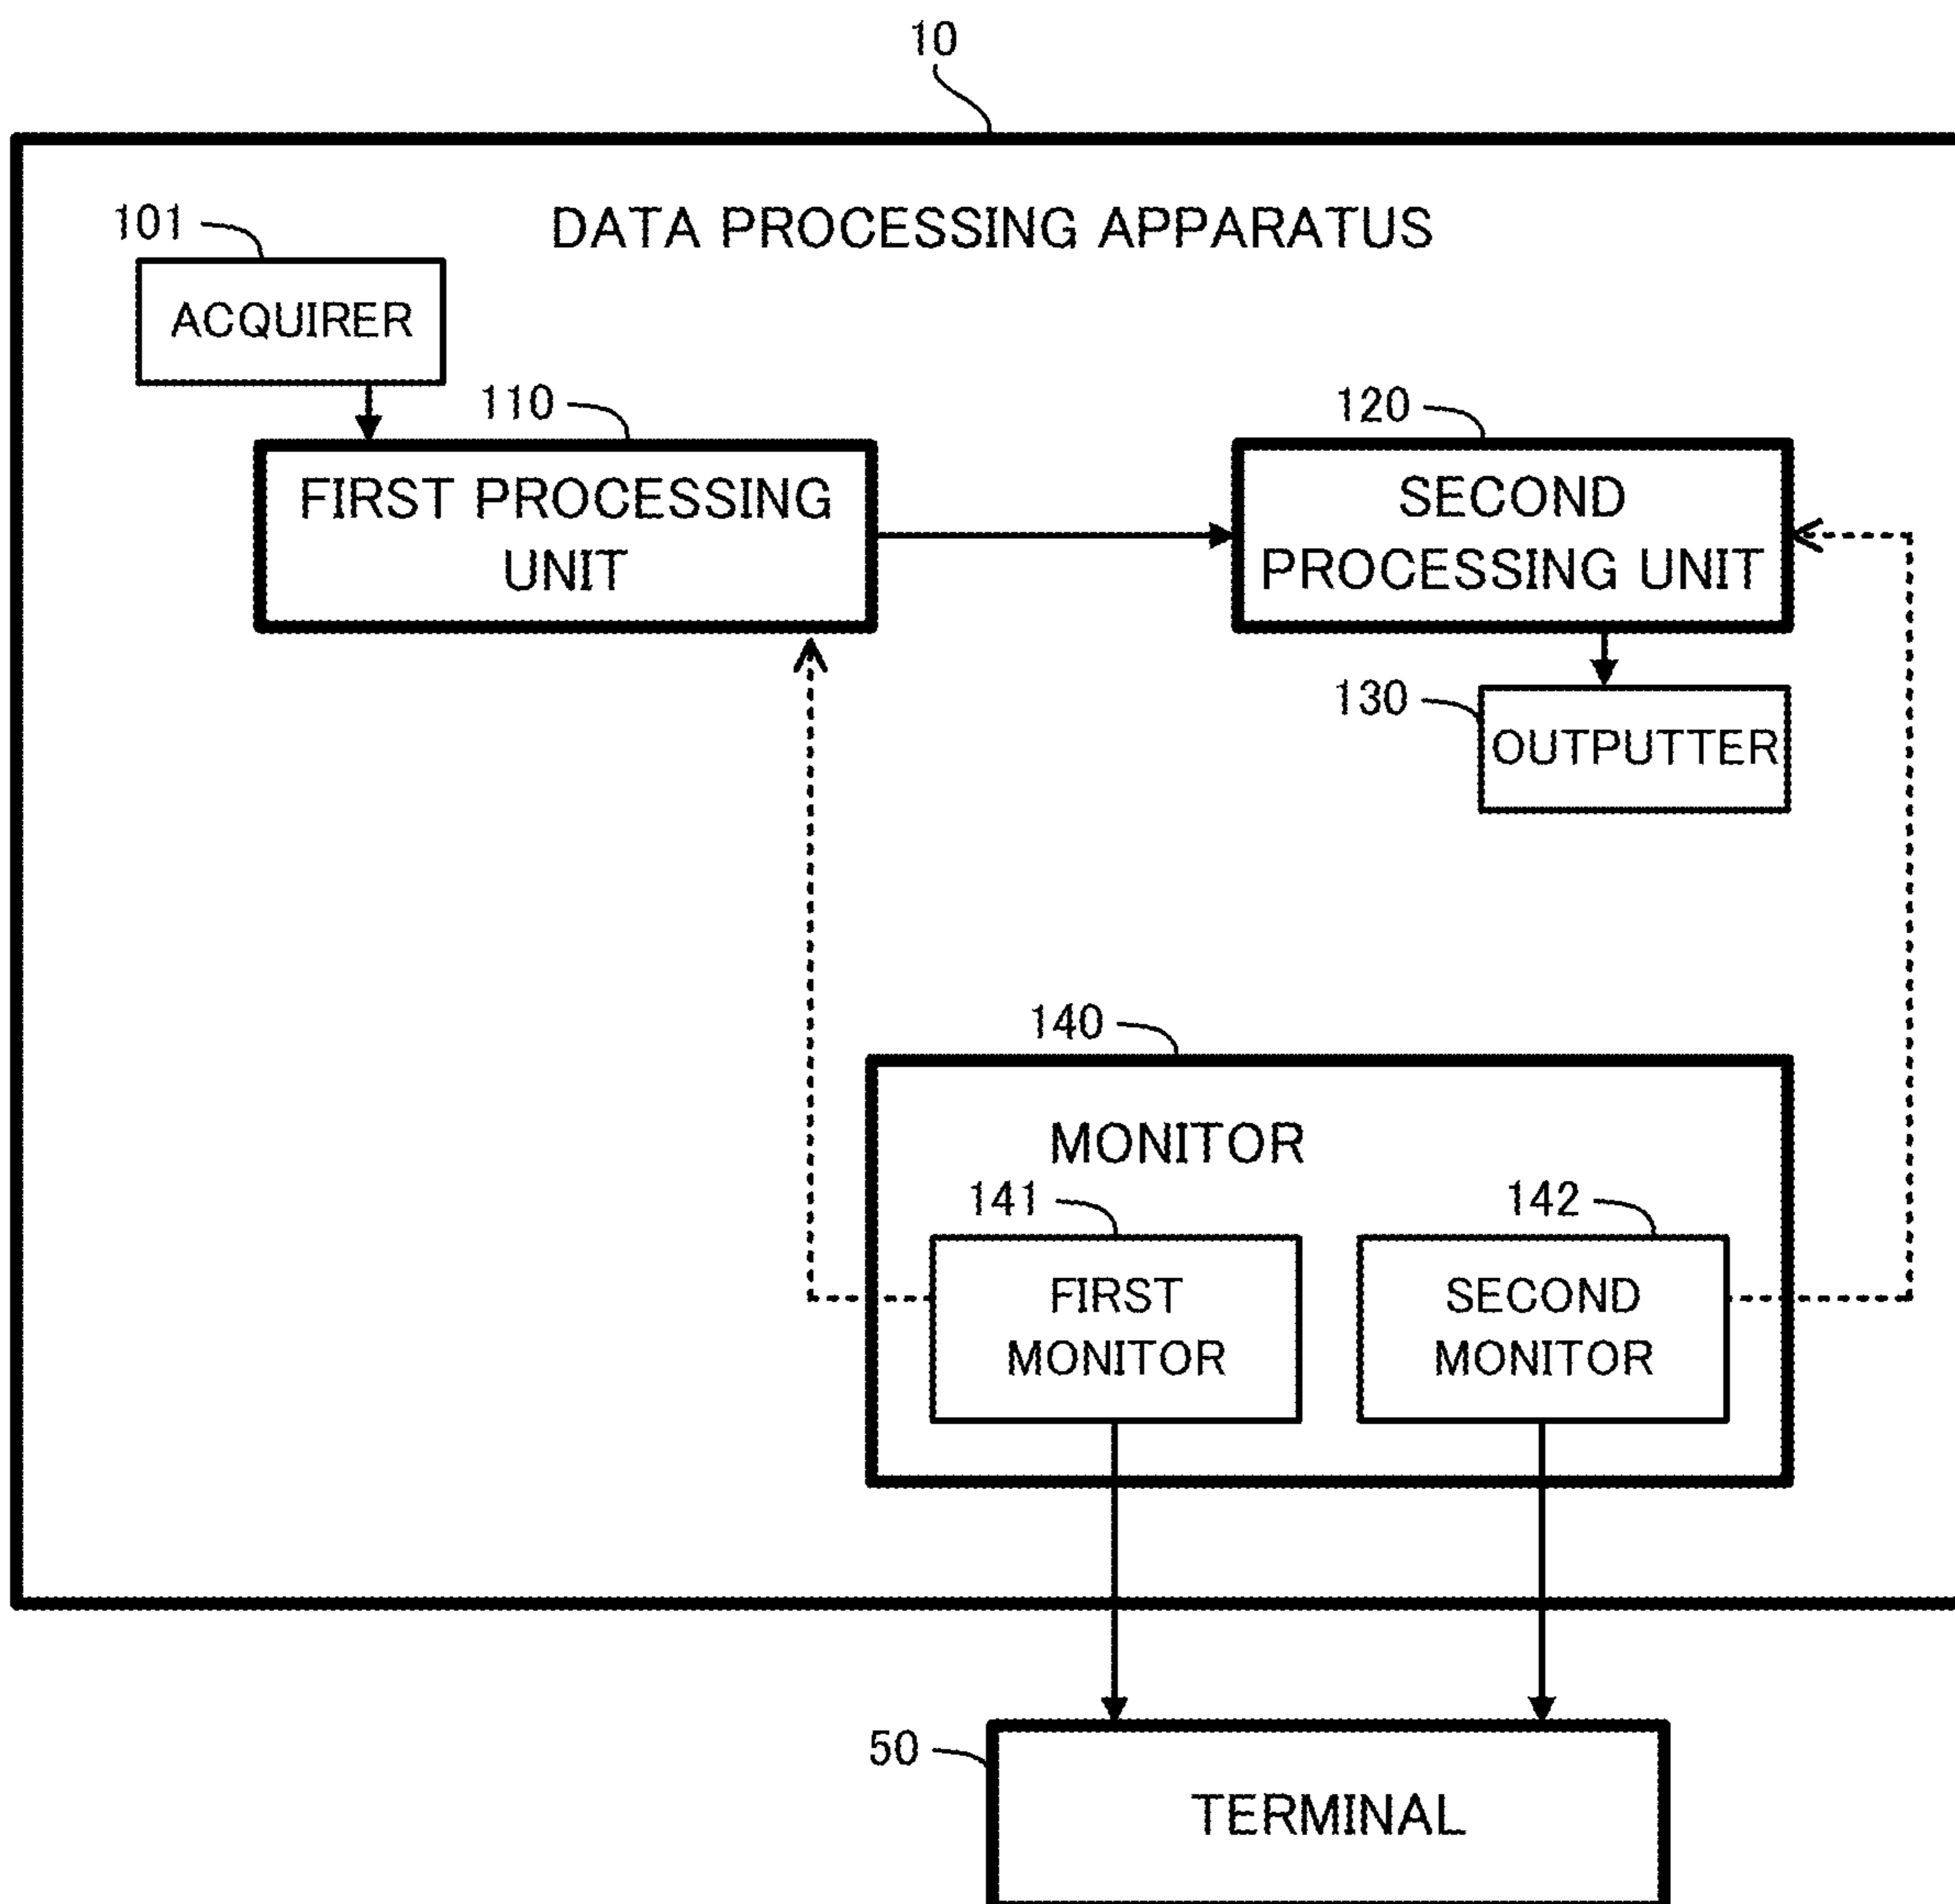 10
DATA PROCESSING APPARATUS
101
ACQUIRER
110
FIRST PROCESSING
UNIT
120
SECOND
PROCESSING UNIT
130
OUTPUTTER
140
MONITOR
141
FIRST
MONITOR
142
SECOND
MONITOR
50
TERMINAL